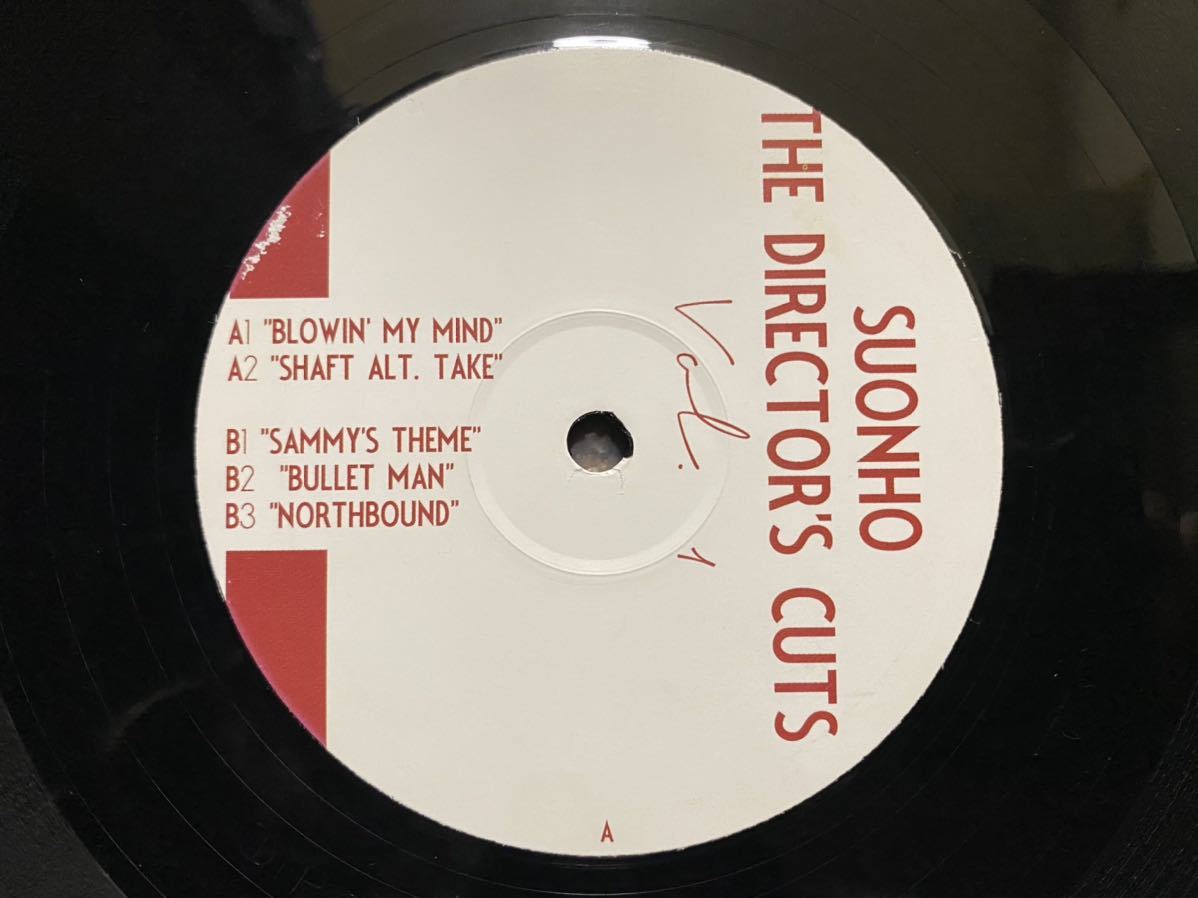 SUONHO
THE DIRECTOR'S CUTS
Vol. 1
A1 "BLOWIN' MY MIND"
A2 "SHAFT ALT. TAKE"
B1 "SAMMY'S THEME"
B2 "BULLET MAN"
B3 "NORTHBOUND"
A